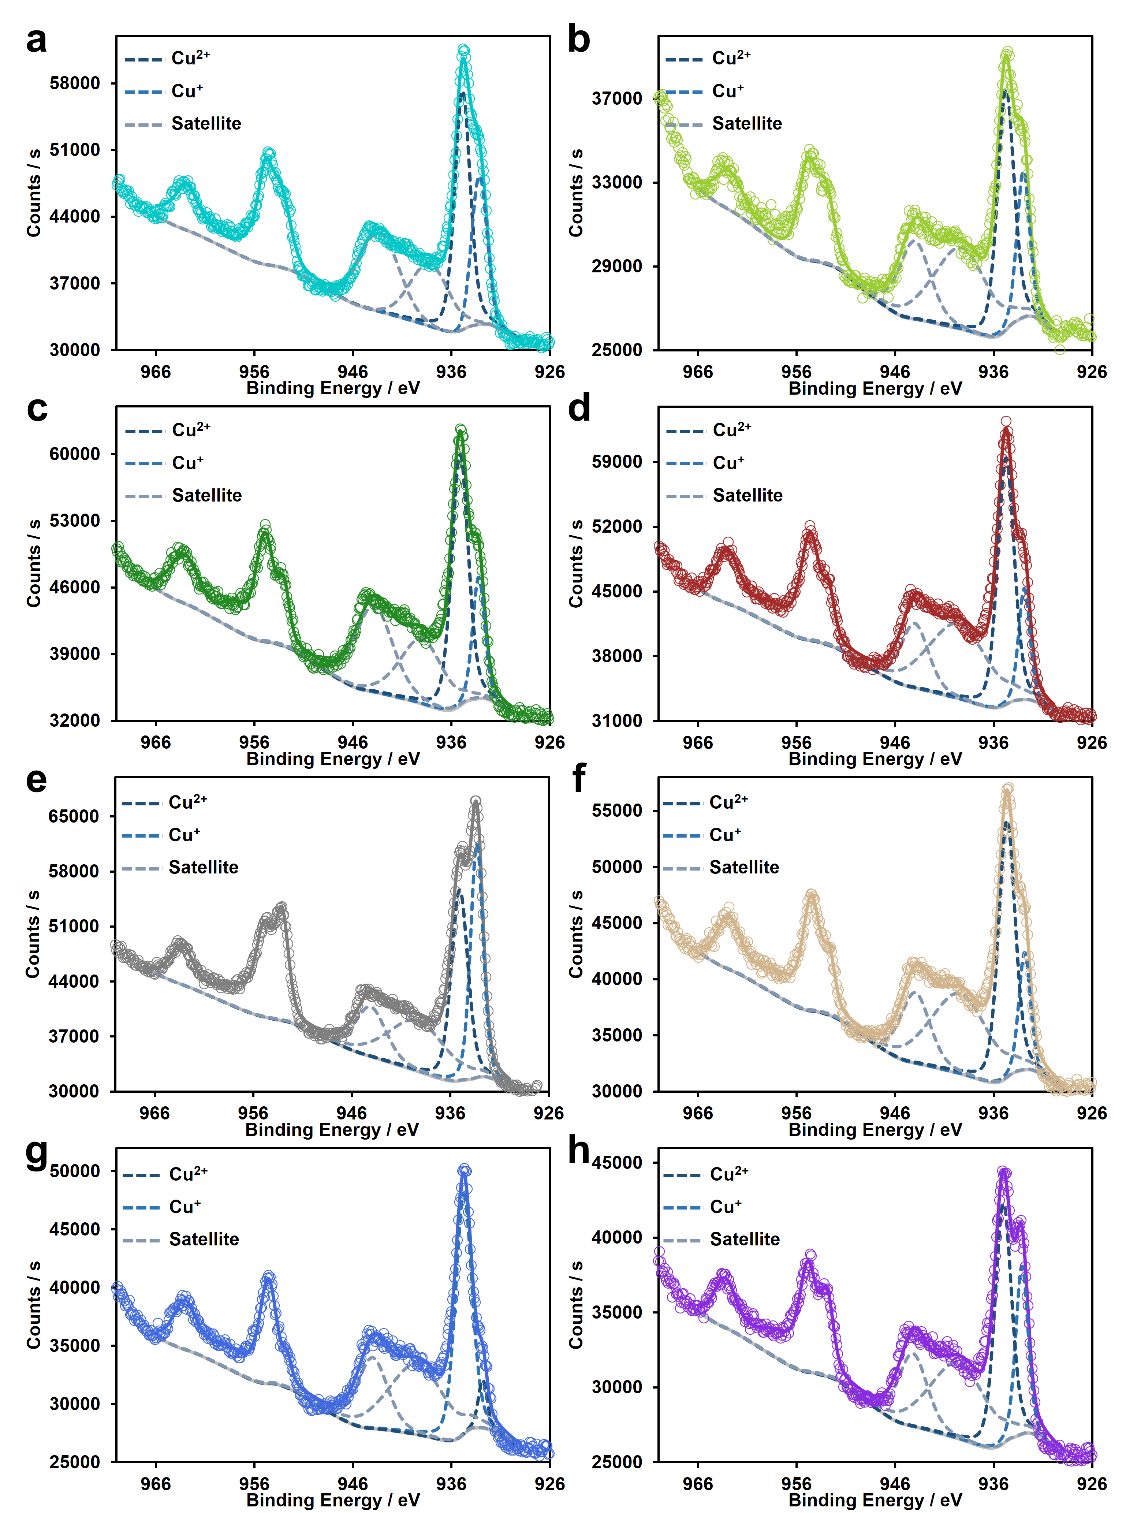 a
Cu2+
Cu+
Satellite
58000
51000
44000
37000
30000
Counts / s
966 956 946 936 926
Binding Energy / eV
b
Cu2+
Cu+
Satellite
37000
33000
29000
25000
Counts / s
966 956 946 936 926
Binding Energy / eV
c
Cu2+
Cu+
Satellite
60000
53000
46000
39000
32000
Counts / s
966 956 946 936 926
Binding Energy / eV
d
Cu2+
Cu+
Satellite
59000
52000
45000
38000
31000
Counts / s
966 956 946 936 926
Binding Energy / eV
e
Cu2+
Cu+
Satellite
65000
58000
51000
44000
37000
30000
Counts / s
966 956 946 936 926
Binding Energy / eV
f
Cu2+
Cu+
Satellite
55000
50000
45000
40000
35000
30000
Counts / s
966 956 946 936 926
Binding Energy / eV
g
Cu2+
Cu+
Satellite
50000
45000
40000
35000
30000
25000
Counts / s
966 956 946 936 926
Binding Energy / eV
h
Cu2+
Cu+
Satellite
45000
40000
35000
30000
25000
Counts / s
966 956 946 936 926
Binding Energy / eV